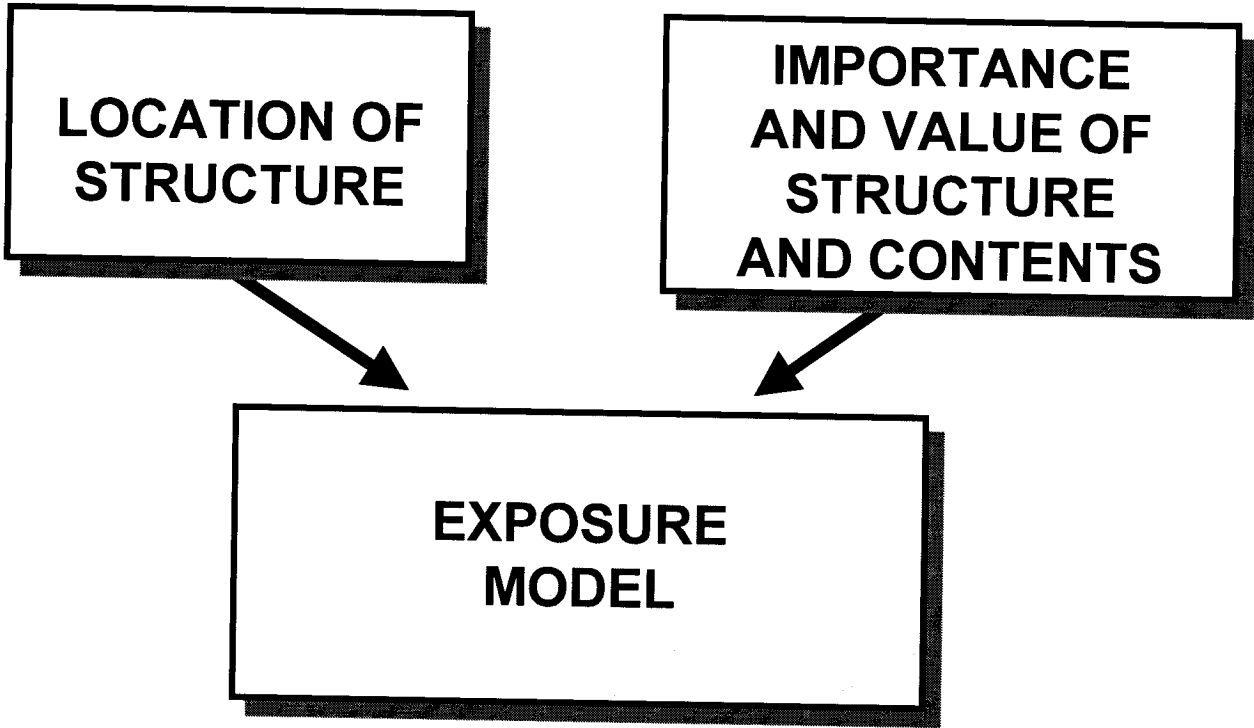 LOCATION OF
STRUCTURE
IMPORTANCE
AND VALUE OF
STRUCTURE
AND CONTENTS
EXPOSURE
MODEL